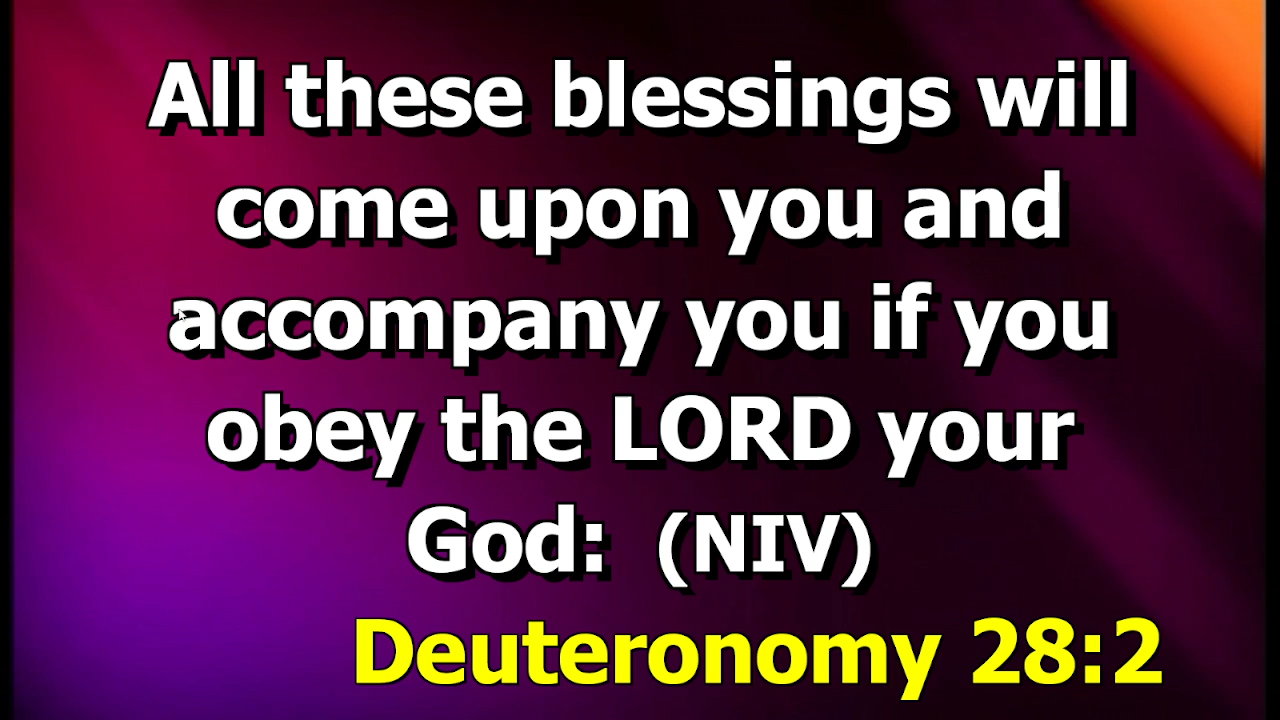 All these blessings will
come upon you and
accompany you if you
obey the LORD your
God: (NIV)
Deuteronomy 28:2